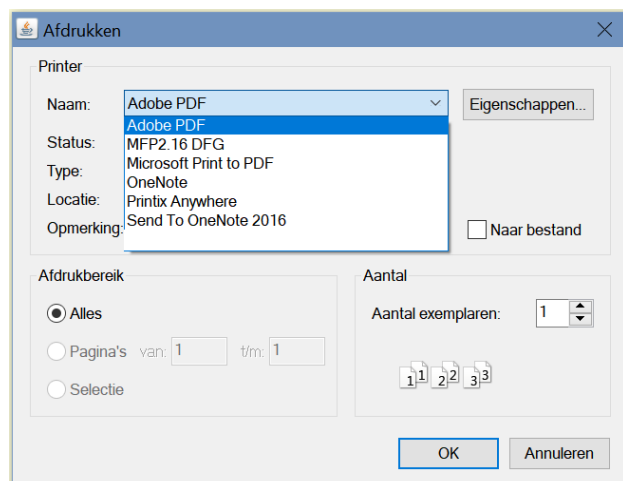 Afdrukken
Printer
Naam: Adobe PDF Eigenschappen...
Adobe PDF
Status: MFP2.16 DFG
Type: Microsoft Print to PDF
OneNote
Locatie: Printix Anywhere
Opmerking: Send To OneNote 2016 Naar bestand
Afdrukbereik Aantal
Alles Aantal exemplaren: 1
Pagina's van: 1 t/m: 1
1 1 2 2 3 3
Selectie
OK Annuleren